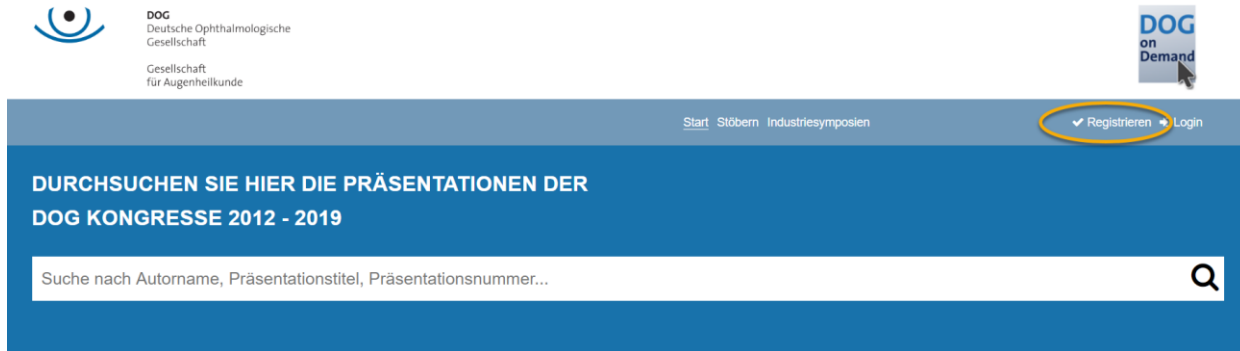 DOG
Deutsche Ophthalmologische
Gesellschaft
Gesellschaft
für Augenheilkunde
DOG
on
Demand
Start Stöbern Industriesymposien Registrieren Login
DURCHSUCHEN SIE HIER DIE PRÄSENTATIONEN DER
DOG KONGRESSE 2012 - 2019
Suche nach Autorname, Präsentationstitel, Präsentationsnummer...